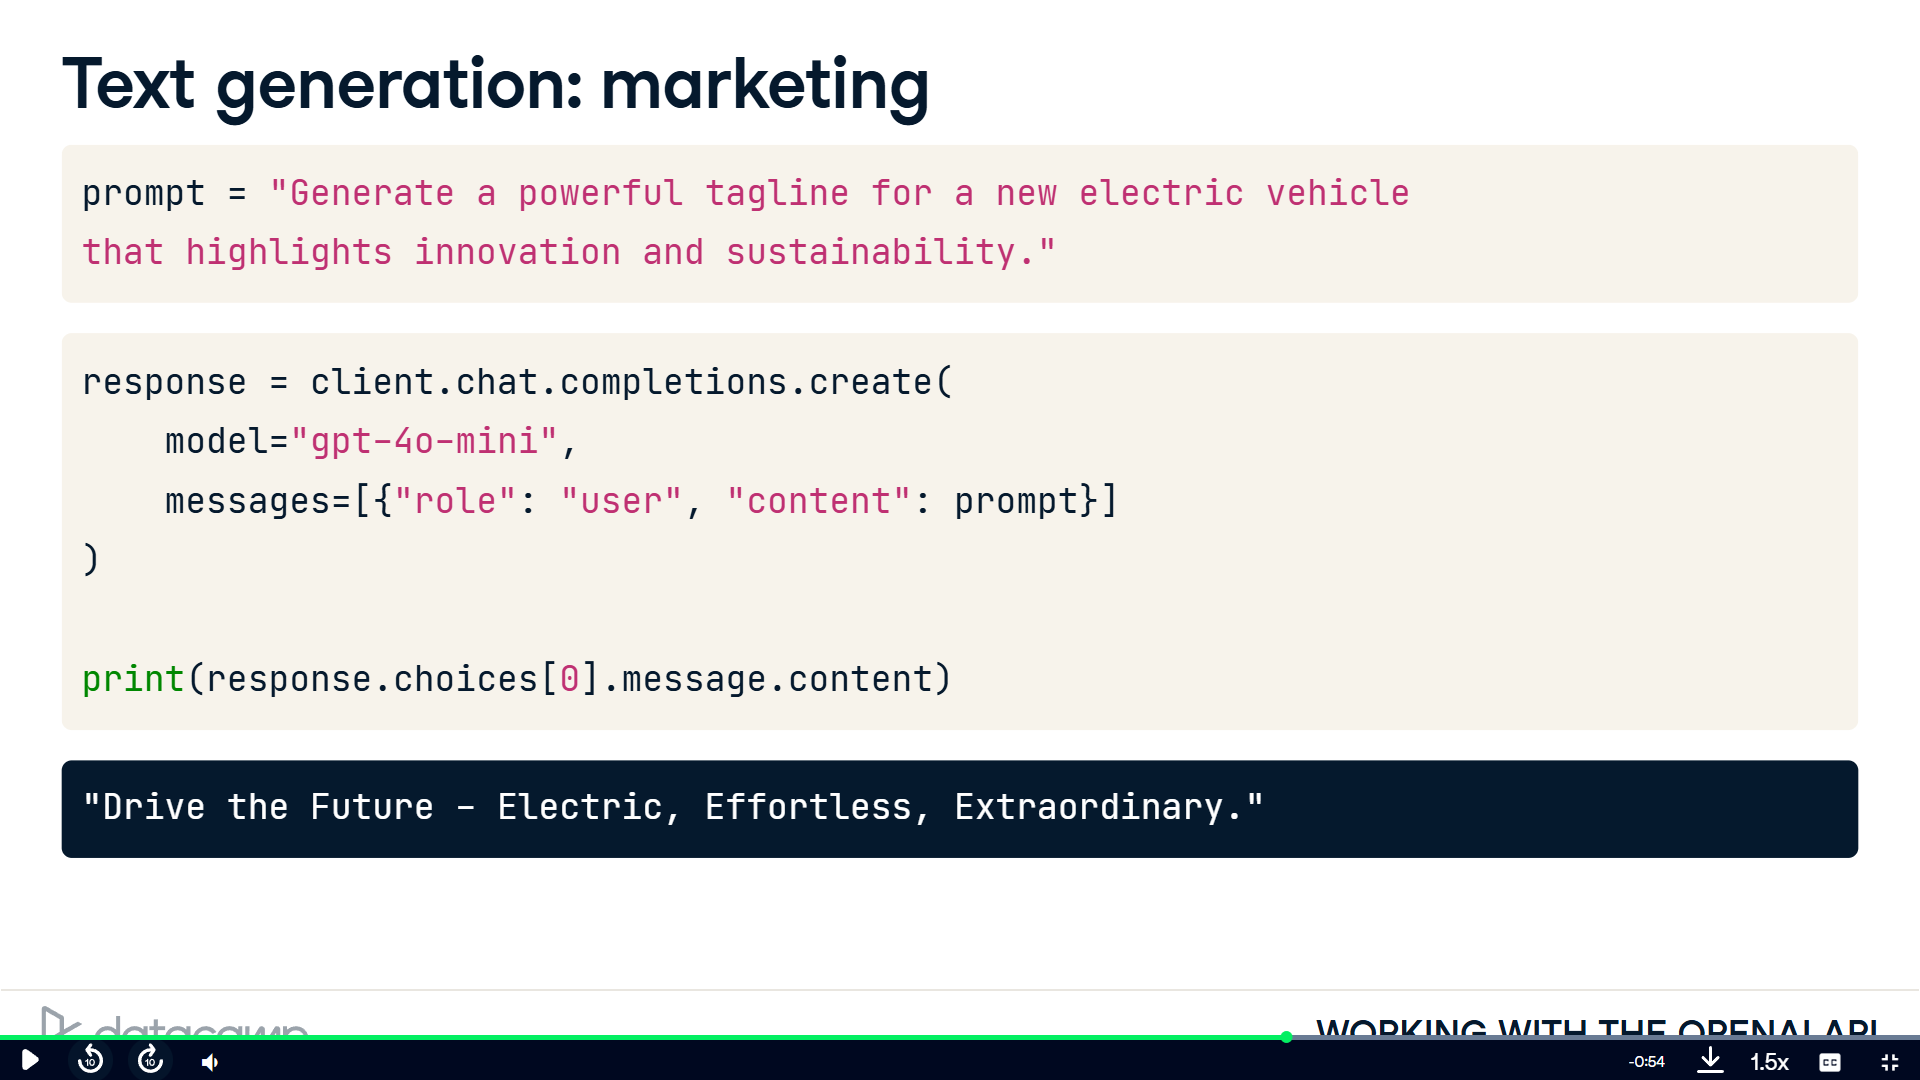 Text generation: marketing
prompt = "Generate a powerful tagline for a new electric vehicle
that highlights innovation and sustainability."
response = client.chat.completions.create(
    model="gpt-4o-mini",
    messages=[{"role": "user", "content": prompt}]
)
print(response.choices[0].message.content)
"Drive the Future – Electric, Effortless, Extraordinary."
datacamp
WORKING WITH THE OPENAI API
10
10
-0:54
1.5x
CC